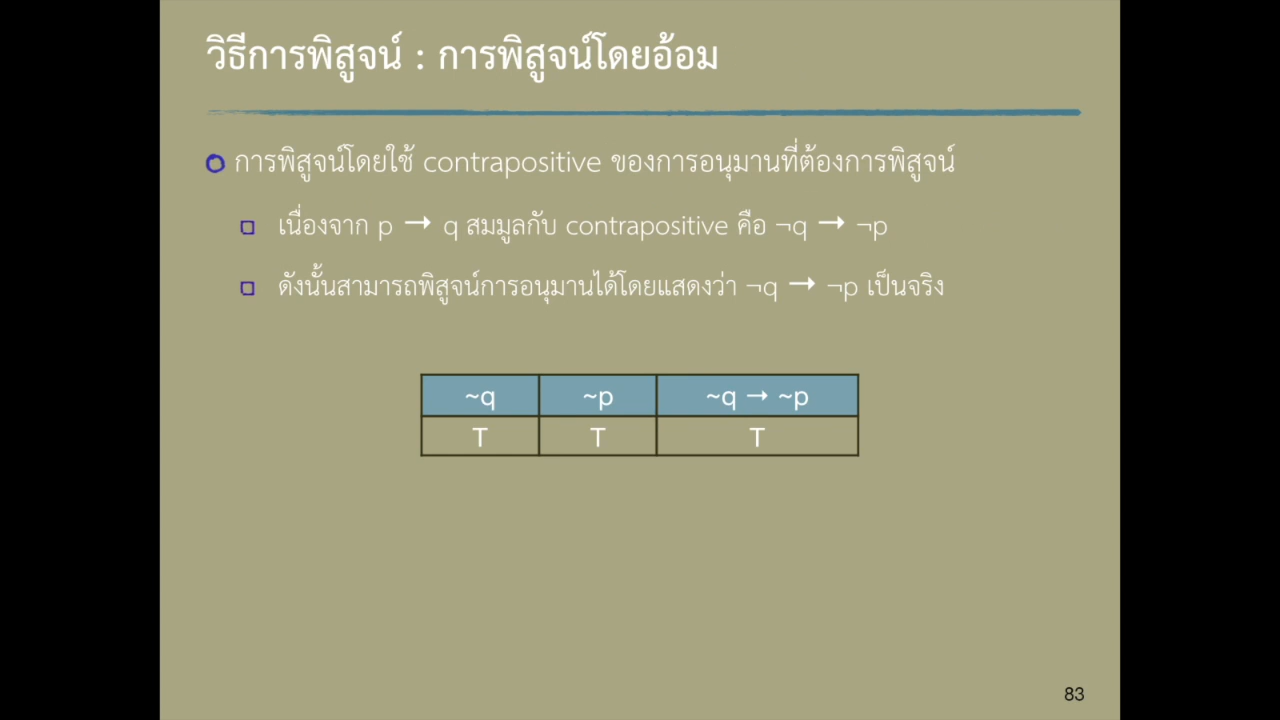 วิธีการพิสูจน์ : การพิสูจน์โดยอ้อม
การพิสูจน์โดยใช้ contrapositive ของการอนุมานที่ต้องการพิสูจน์
เนื่องจาก p → q สมมูลกับ contrapositive คือ ¬q → ¬p
ดังนั้นสามารถพิสูจน์การอนุมานได้โดยแสดงว่า ¬q → ¬p เป็นจริง
~q ~p ~q → ~p
T T T
83